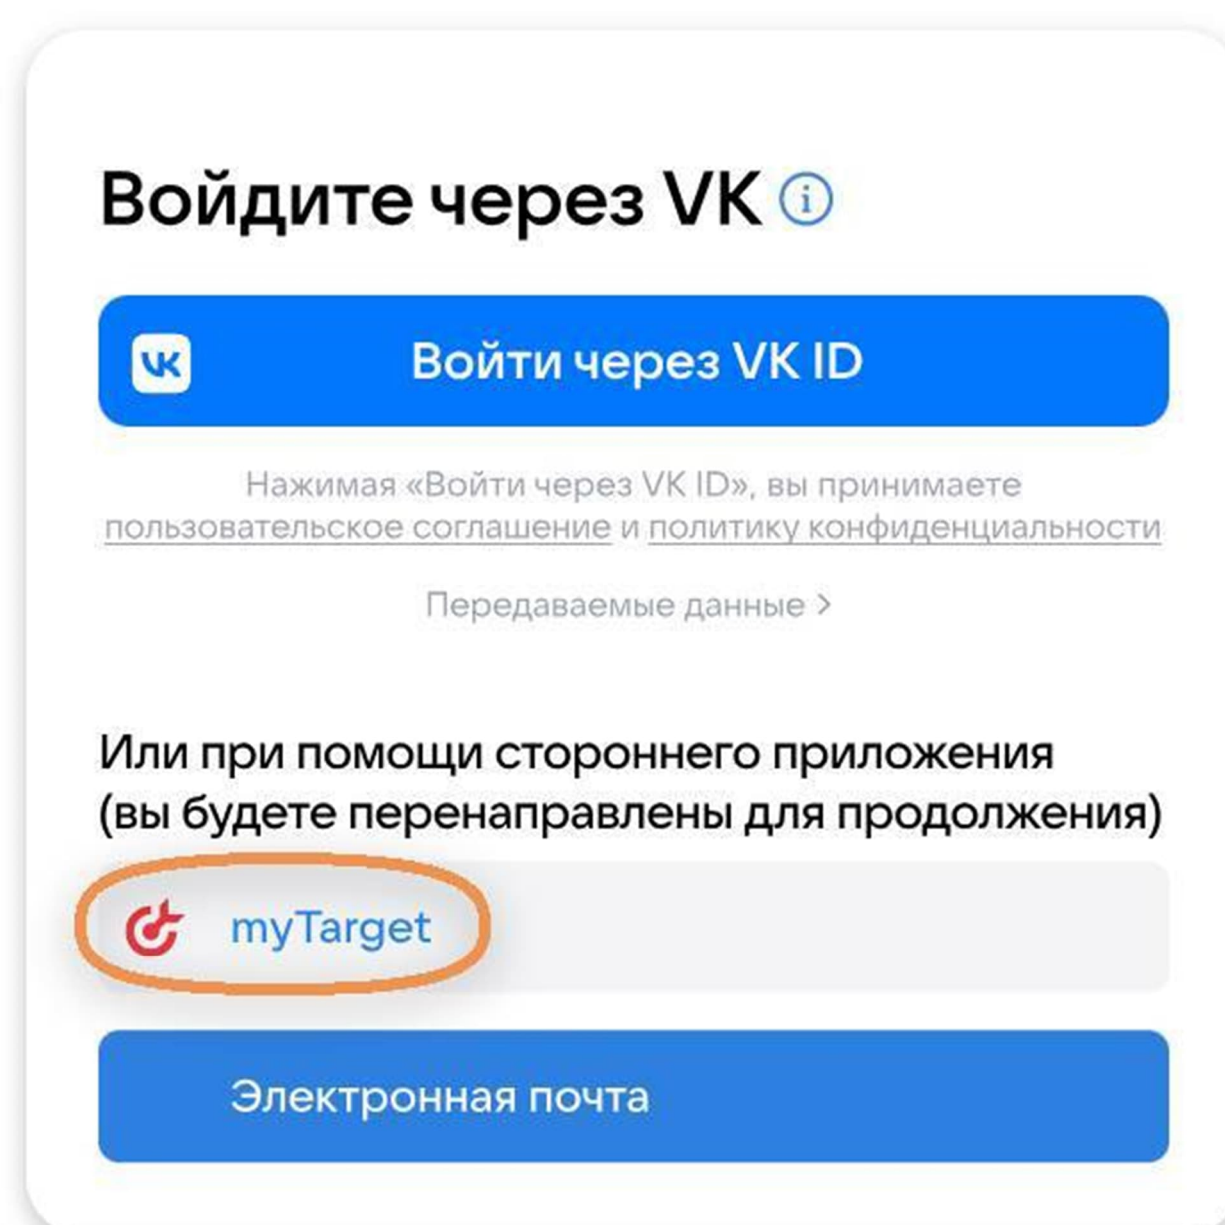 Войдите через VK i
VK Войти через VK ID
Нажимая «Войти через VK ID», вы принимаете
пользовательское соглашение и политику конфиденциальности
Передаваемые данные >
Или при помощи стороннего приложения
(вы будете перенаправлены для продолжения)
myTarget
Электронная почта